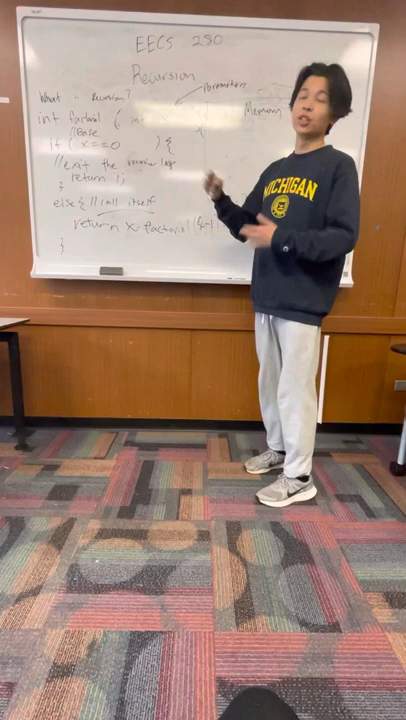 EECS 280
Recursion
Parameters
What is Recursion?
Memory
int factorial ( int x
//Base
if ( x==0 ) {
//exit the recursive loop
return 1;
}
else { // call itself
return x * factorial (x-1
}
MICHIGAN